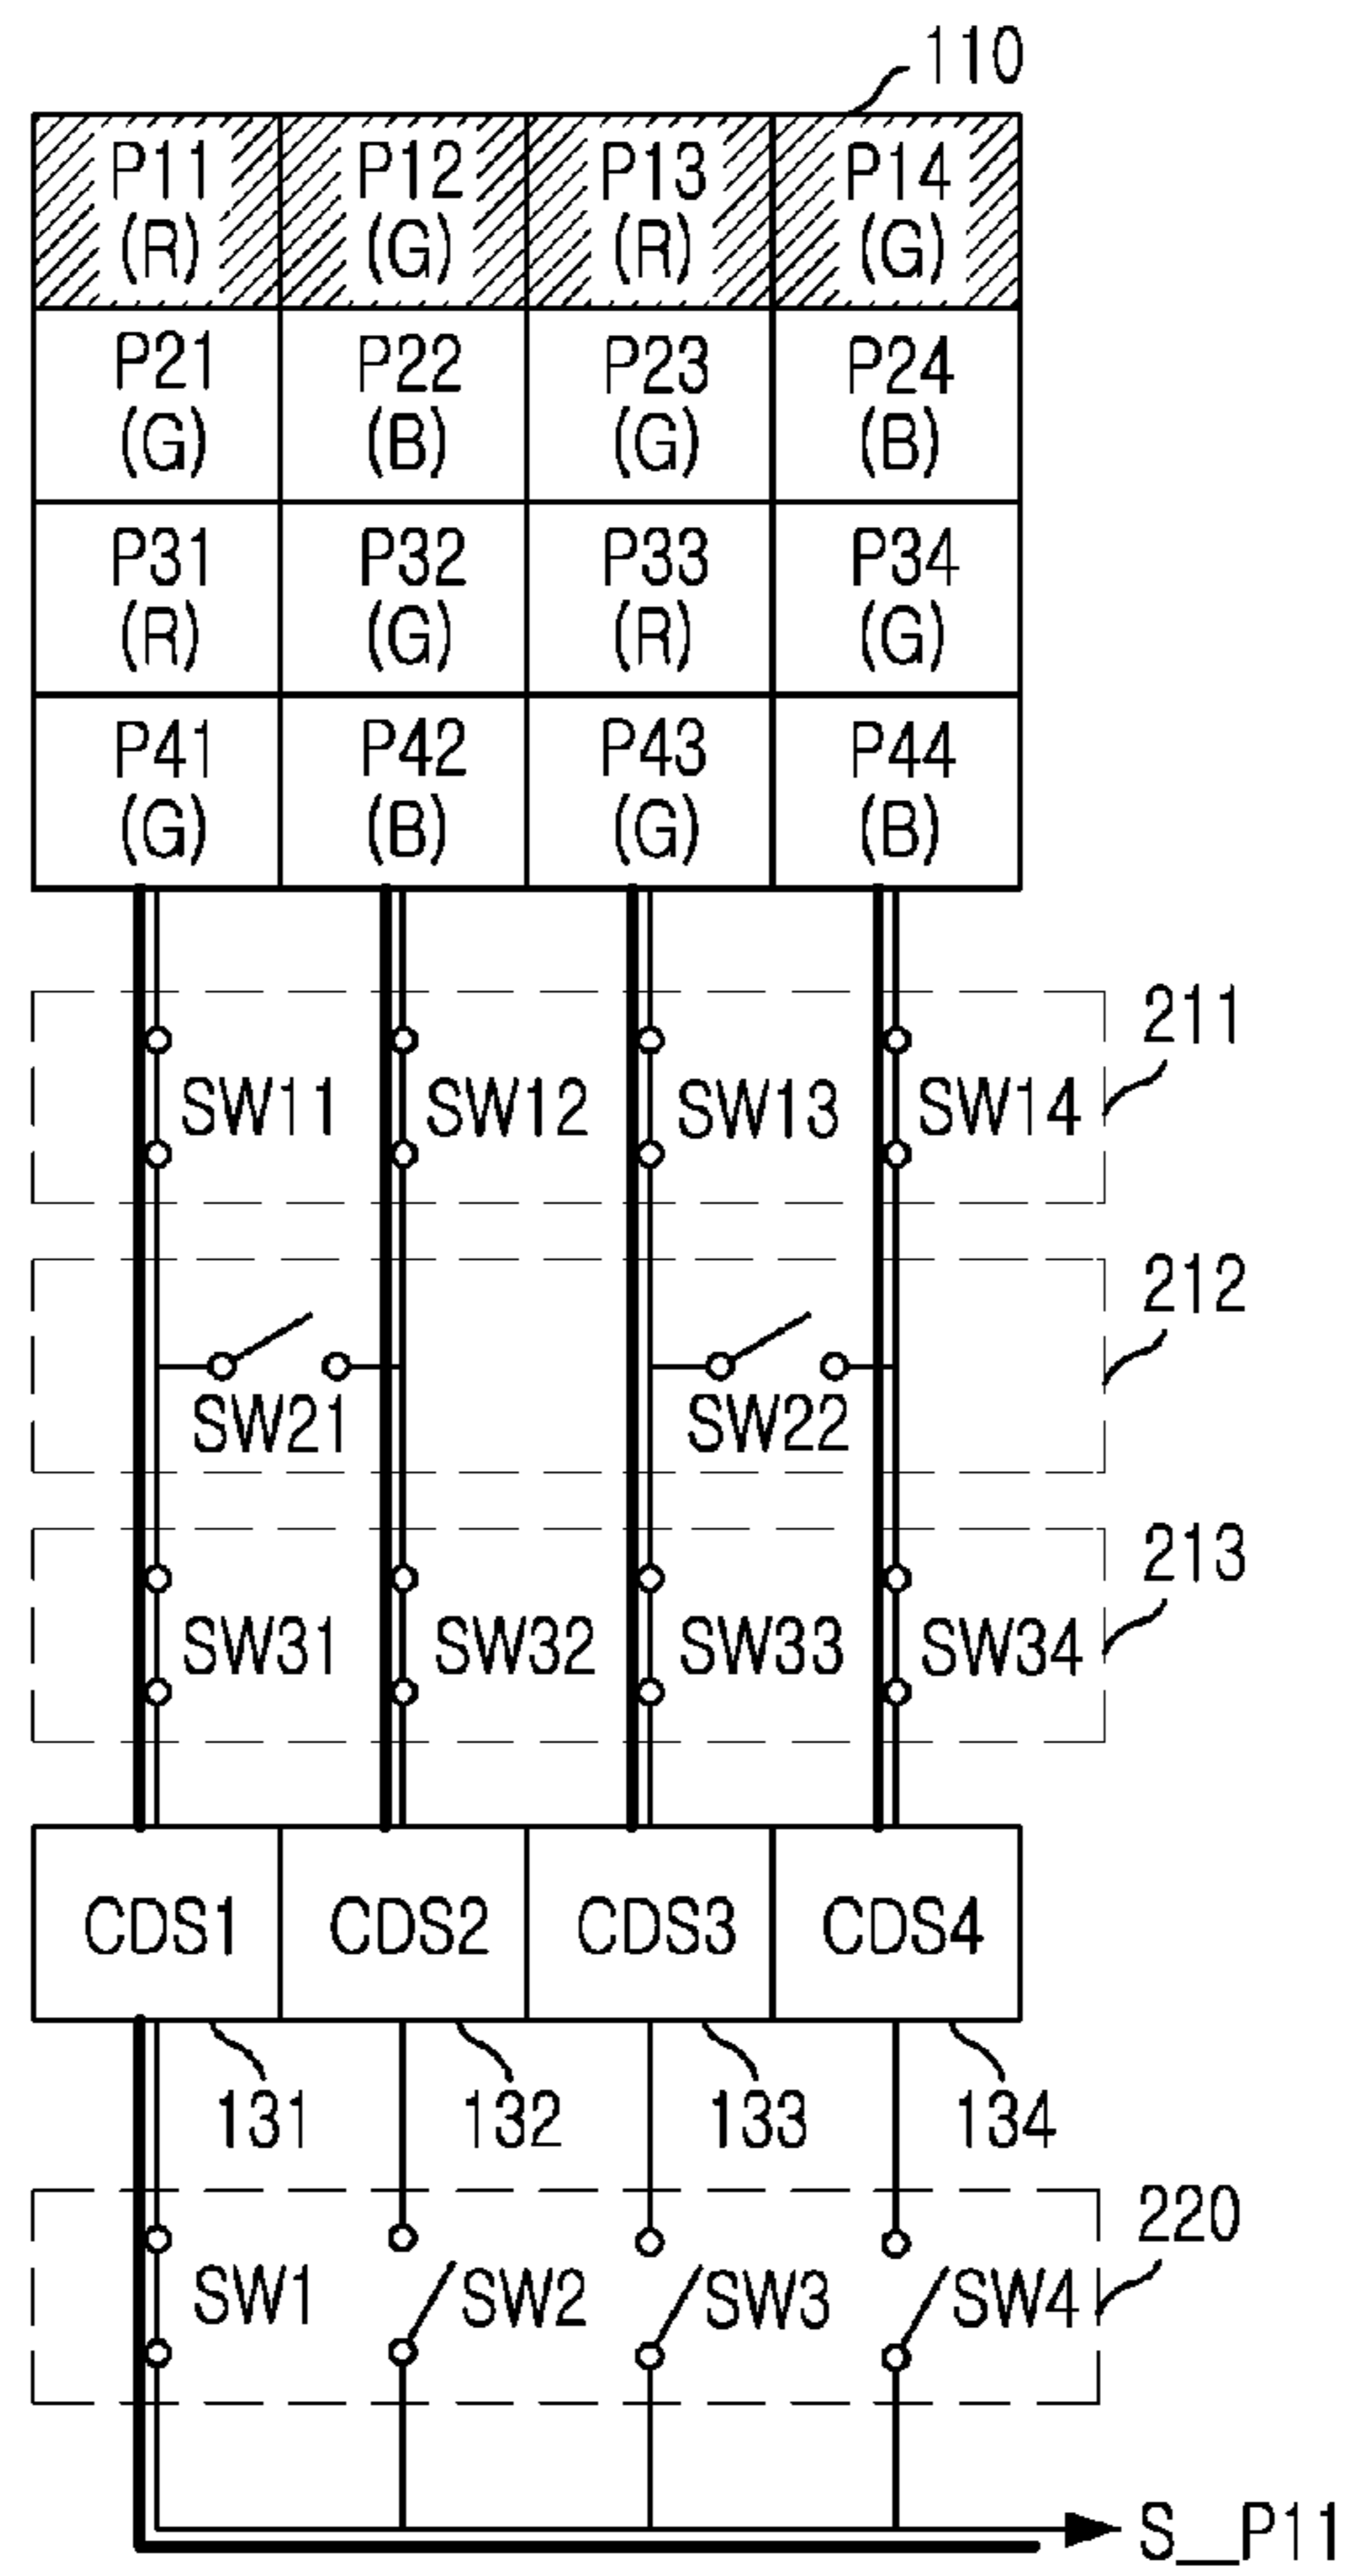 110
P11 P12 P13 P14
(R) (G) (R) (G)
P21 P22 P23 P24
(G) (B) (G) (B)
P31 P32 P33 P34
(R) (G) (R) (G)
P41 P42 P43 P44
(G) (B) (G) (B)
211
SW11 SW12 SW13 SW14
212
SW21 SW22
213
SW31 SW32 SW33 SW34
CDS1 CDS2 CDS3 CDS4
131 132 133 134
220
SW1 SW2 SW3 SW4
S__P11